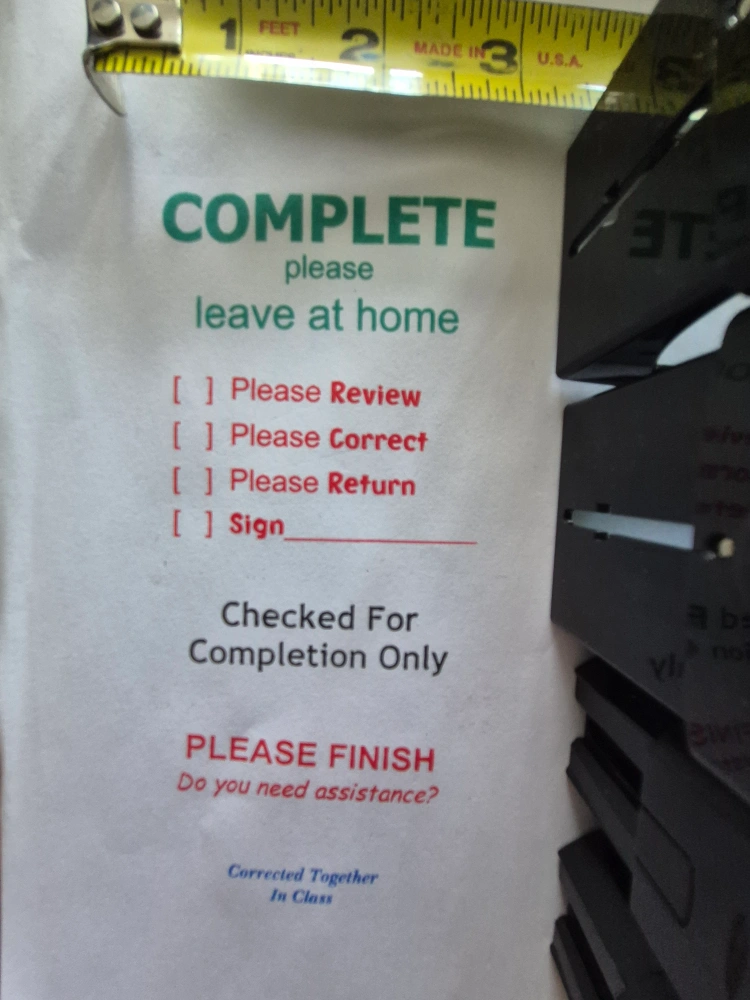 1 FEET 2 MADE IN 3 U.S.A.
COMPLETE
please
leave at home
[ ] Please Review
[ ] Please Correct
[ ] Please Return
[ ] Sign_______________
Checked For
Completion Only
PLEASE FINISH
Do you need assistance?
Corrected Together
In Class